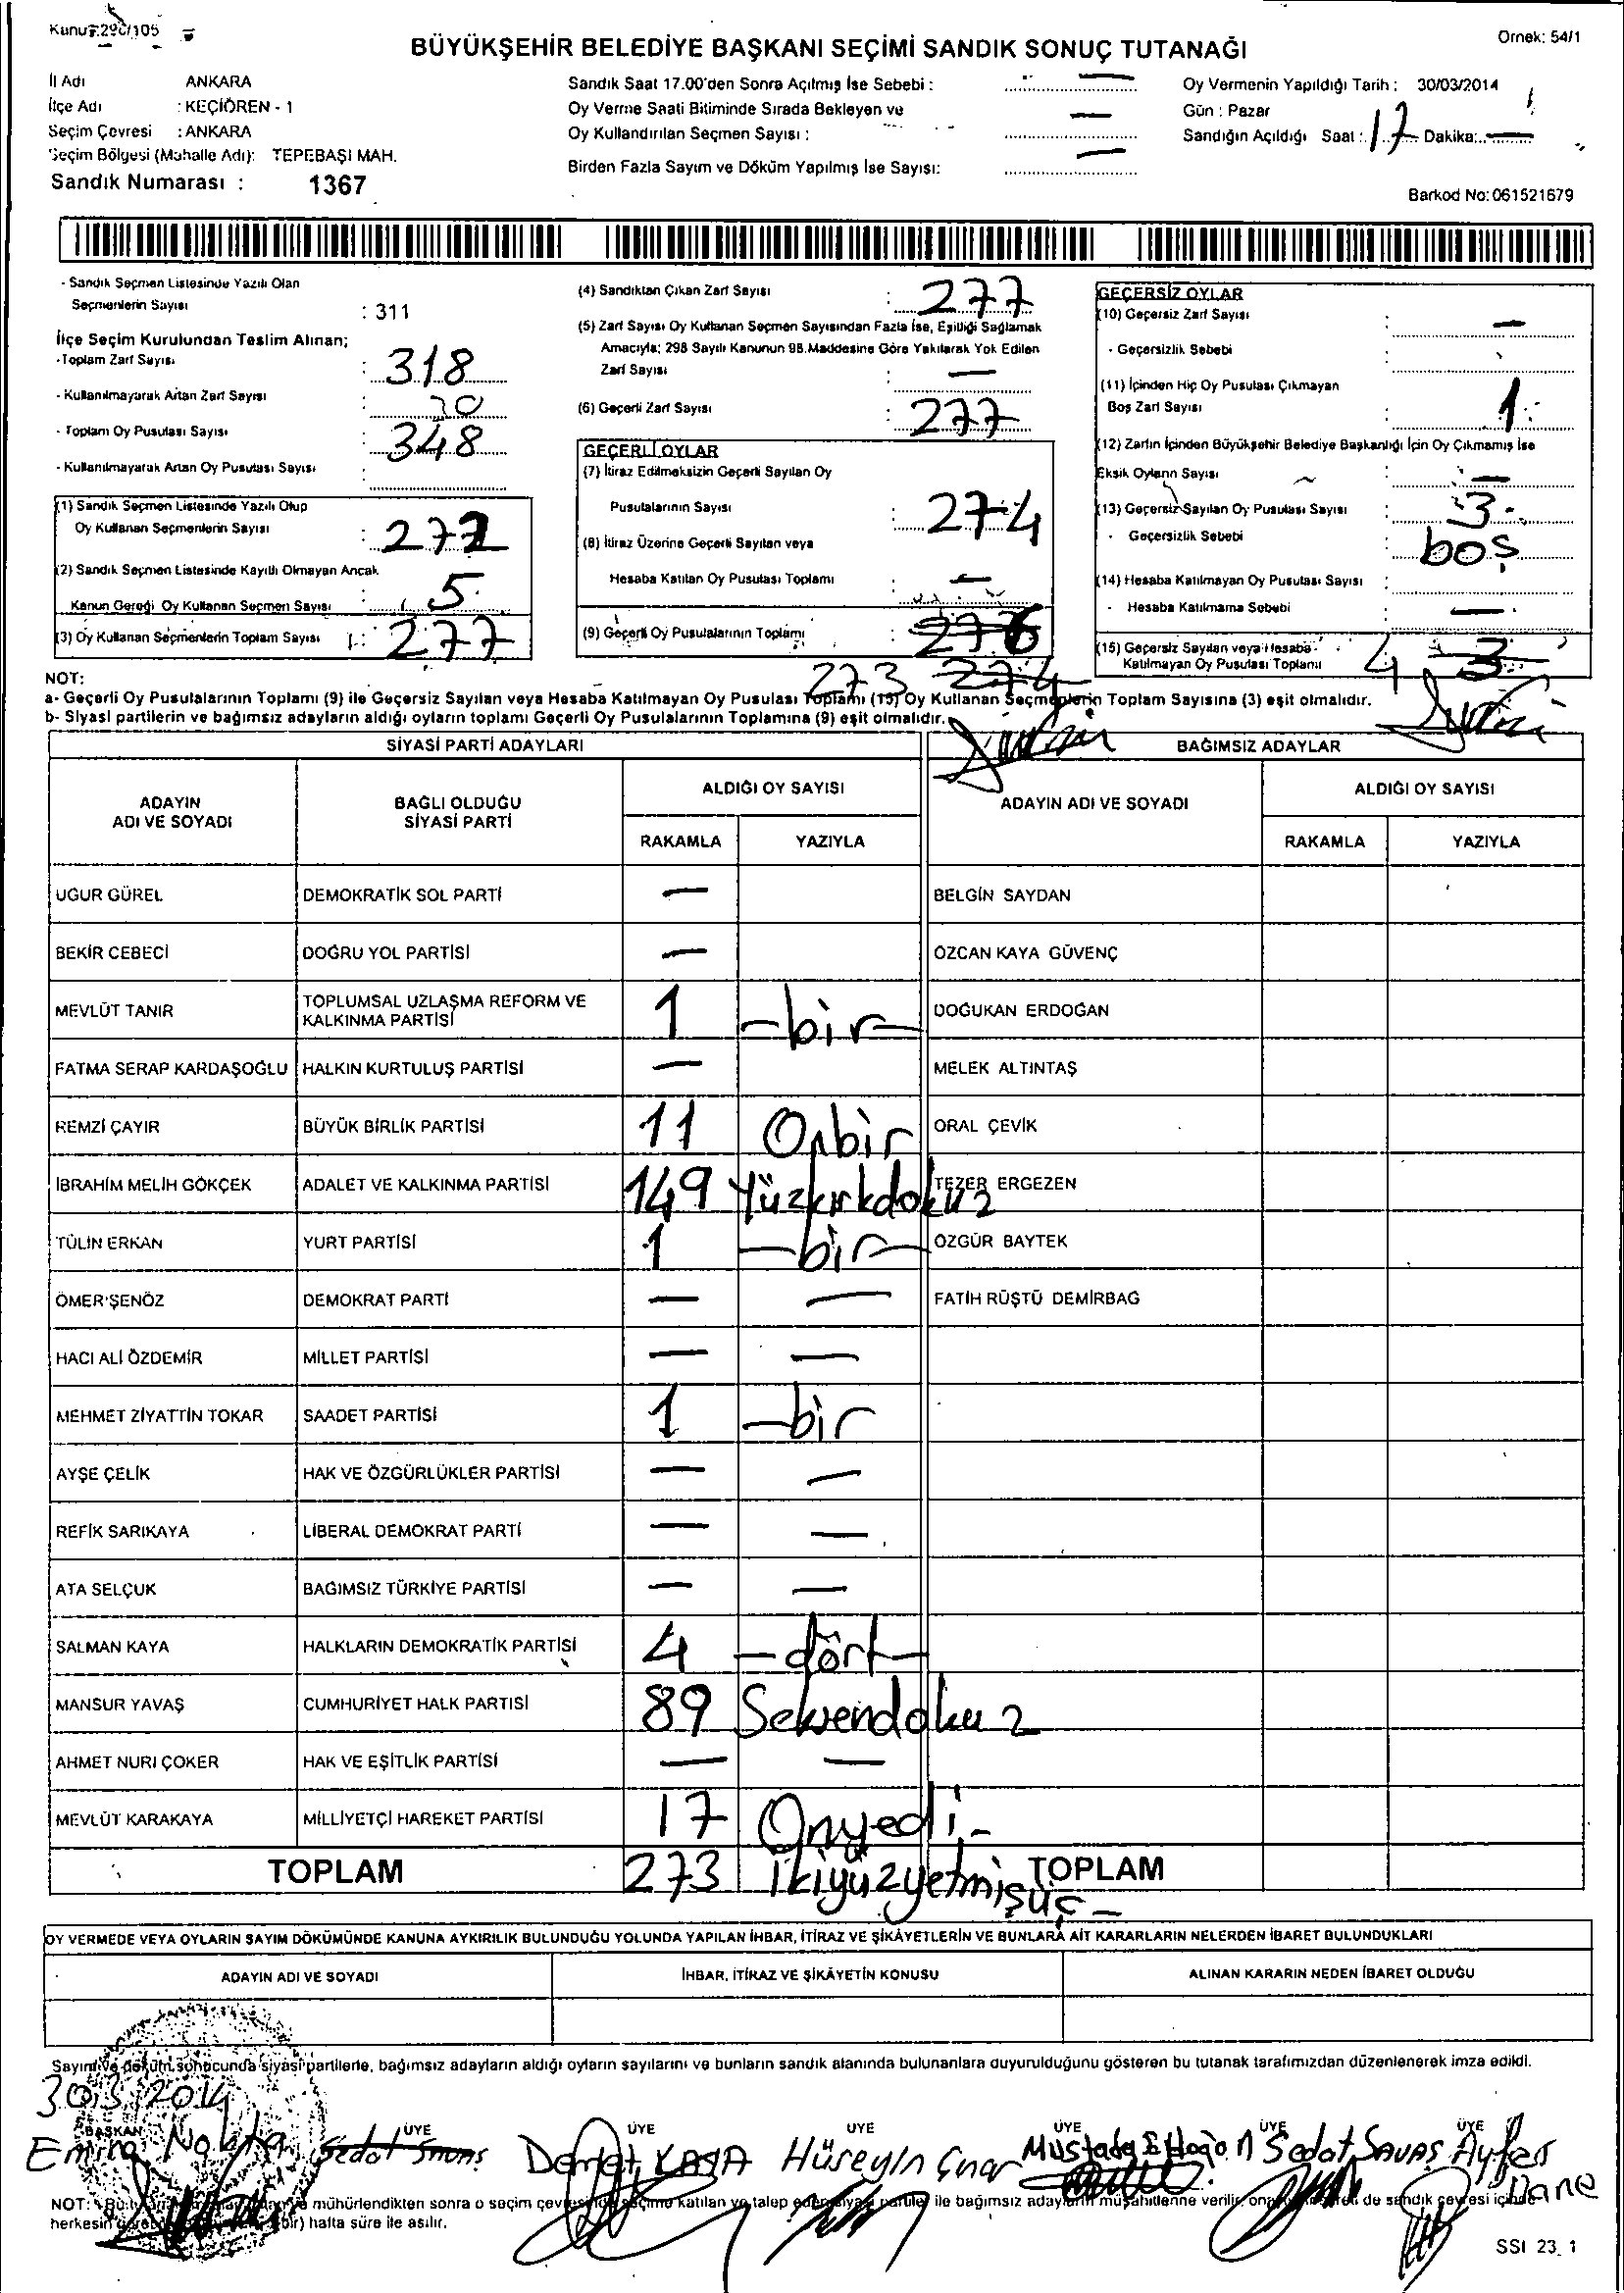 Örnek: 54/1
BÜYÜKŞEHİR BELEDİYE BAŞKANI SEÇİMİ SANDIK SONUÇ TUTANAĞI
İl Adı ANKARA
İlçe Adı : KEÇİÖREN - 1
Seçim Çevresi : ANKARA
Seçim Bölgesi (Mahalle Adı): TEPEBAŞI MAH.
Sandık Numarası : 1367
Sandık Saat 17.00'den Sonra Açılmış İse Sebebi : —
Oy Verme Saati Bitiminde Sırada Bekleyen ve
Oy Kullandırılan Seçmen Sayısı : —
Birden Fazla Sayım ve Döküm Yapılmış İse Sayısı: —
Oy Vermenin Yapıldığı Tarih : 30/03/2014
Gün : Pazar
Sandığın Açıldığı Saat : 17 Dakika: —
Barkod No: 061521679
- Sandık Seçmen Listesinde Yazılı Olan
Seçmenlerin Sayısı : 311
İlçe Seçim Kurulundan Teslim Alınan;
- Toplam Zarf Sayısı : 318
- Kullanılmayarak Artan Zarf Sayısı :
- Toplam Oy Pusulası Sayısı : 348
- Kullanılmayarak Artan Oy Pusulası Sayısı :
(1) Sandık Seçmen Listesinde Yazılı Olup
Oy Kullanan Seçmenlerin Sayısı : 272
(2) Sandık Seçmen Listesinde Kayıtlı Olmayan Ancak
Kanun Gereği Oy Kullanan Seçmen Sayısı : 5
(3) Oy Kullanan Seçmenlerin Toplam Sayısı : 277
(4) Sandıktan Çıkan Zarf Sayısı : 277
(5) Zarf Sayısı Oy Kullanan Seçmen Sayısından Fazla İse, Eşitliği Sağlamak
Amacıyla; 298 Sayılı Kanunun 98.Maddesine Göre Yakılarak Yok Edilen
Zarf Sayısı : —
(6) Geçerli Zarf Sayısı : 277
GEÇERLİ OYLAR
(7) İtiraz Edilmeksizin Geçerli Sayılan Oy
Pusulalarının Sayısı : 274
(8) İtiraz Üzerine Geçerli Sayılan veya
Hesaba Katılan Oy Pusulası Toplamı : —
(9) Geçerli Oy Pusulalarının Toplamı : 276
273 274
GEÇERSİZ OYLAR
(10) Geçersiz Zarf Sayısı : —
- Geçersizlik Sebebi :
(11) İçinden Hiç Oy Pusulası Çıkmayan
Boş Zarf Sayısı : 1
(12) Zarfın İçinden Büyükşehir Belediye Başkanlığı İçin Oy Çıkmamış İse
Eksik Oyların Sayısı : —
(13) Geçersiz Sayılan Oy Pusulası Sayısı : 3
- Geçersizlik Sebebi : boş
(14) Hesaba Katılmayan Oy Pusulası Sayısı :
- Hesaba Katılmama Sebebi : —
(15) Geçersiz Sayılan veya Hesaba
Katılmayan Oy Pusulası Toplamı 4 3
NOT:
a- Geçerli Oy Pusulalarının Toplamı (9) ile Geçersiz Sayılan veya Hesaba Katılmayan Oy Pusulası Toplamı (15) Oy Kullanan Seçmenlerin Toplam Sayısına (3) eşit olmalıdır.
b- Siyasi partilerin ve bağımsız adayların aldığı oyların toplamı Geçerli Oy Pusulalarının Toplamına (9) eşit olmalıdır.
SİYASİ PARTİ ADAYLARI BAĞIMSIZ ADAYLAR
ADAYIN ADI VE SOYADI BAĞLI OLDUĞU SİYASİ PARTİ ALDIĞI OY SAYISI RAKAMLA YAZIYLA ADAYIN ADI VE SOYADI ALDIĞI OY SAYISI RAKAMLA YAZIYLA
UĞUR GÜREL DEMOKRATİK SOL PARTİ — BELGİN SAYDAN
BEKİR CEBECİ DOĞRU YOL PARTİSİ — ÖZCAN KAYA GÜVENÇ
MEVLÜT TANIR TOPLUMSAL UZLAŞMA REFORM VE KALKINMA PARTİSİ 1 -bir- DOĞUKAN ERDOĞAN
FATMA SERAP KARDAŞOĞLU HALKIN KURTULUŞ PARTİSİ — MELEK ALTINTAŞ
REMZİ ÇAYIR BÜYÜK BİRLİK PARTİSİ 11 Onbir ORAL ÇEVİK
İBRAHİM MELİH GÖKÇEK ADALET VE KALKINMA PARTİSİ 149 Yüzkırkdokuz TEZER ERGEZEN
TÜLİN ERKAN YURT PARTİSİ 1 -bir- ÖZGÜR BAYTEK
ÖMER ŞENÖZ DEMOKRAT PARTİ — — FATİH RÜŞTÜ DEMİRBAĞ
HACI ALİ ÖZDEMİR MİLLET PARTİSİ — —
MEHMET ZİYATTİN TOKAR SAADET PARTİSİ 1 -bir
AYŞE ÇELİK HAK VE ÖZGÜRLÜKLER PARTİSİ — —
REFİK SARIKAYA LİBERAL DEMOKRAT PARTİ — —
ATA SELÇUK BAĞIMSIZ TÜRKİYE PARTİSİ — —
SALMAN KAYA HALKLARIN DEMOKRATİK PARTİSİ 4 -dört-
MANSUR YAVAŞ CUMHURİYET HALK PARTİSİ 89 Seksendokuz
AHMET NURİ ÇOKER HAK VE EŞİTLİK PARTİSİ — —
MEVLÜT KARAKAYA MİLLİYETÇİ HAREKET PARTİSİ 17 Onyedi-
TOPLAM 273 İkiyüzyetmişüç- TOPLAM
OY VERMEDE VEYA OYLARIN SAYIM DÖKÜMÜNDE KANUNA AYKIRILIK BULUNDUĞU YOLUNDA YAPILAN İHBAR, İTİRAZ VE ŞİKAYETLERİN VE BUNLARA AİT KARARLARIN NELERDEN İBARET BULUNDUKLARI
ADAYIN ADI VE SOYADI İHBAR, İTİRAZ VE ŞİKAYETİN KONUSU ALINAN KARARIN NEDEN İBARET OLDUĞU
Sayım ve döküm sonucunda siyasi partilerle, bağımsız adayların aldığı oyların sayılarını ve bunların sandık alanında bulunanlara duyurulduğunu gösteren bu tutanak tarafımızdan düzenlenerek imza edildi.
30.3.2014
BAŞKAN ÜYE ÜYE ÜYE ÜYE ÜYE ÜYE
Sedat Savaş Demet KAYA Hüseyin Sedat SAVAŞ
mühürlendikten sonra o seçim çevresinde seçime katılan ve talep eden siyasi partiler ile bağımsız adayların müşahitlerine verilir, de sandık çevresi içinde
herkesin hafta süre ile asılır.
SSI 23_1